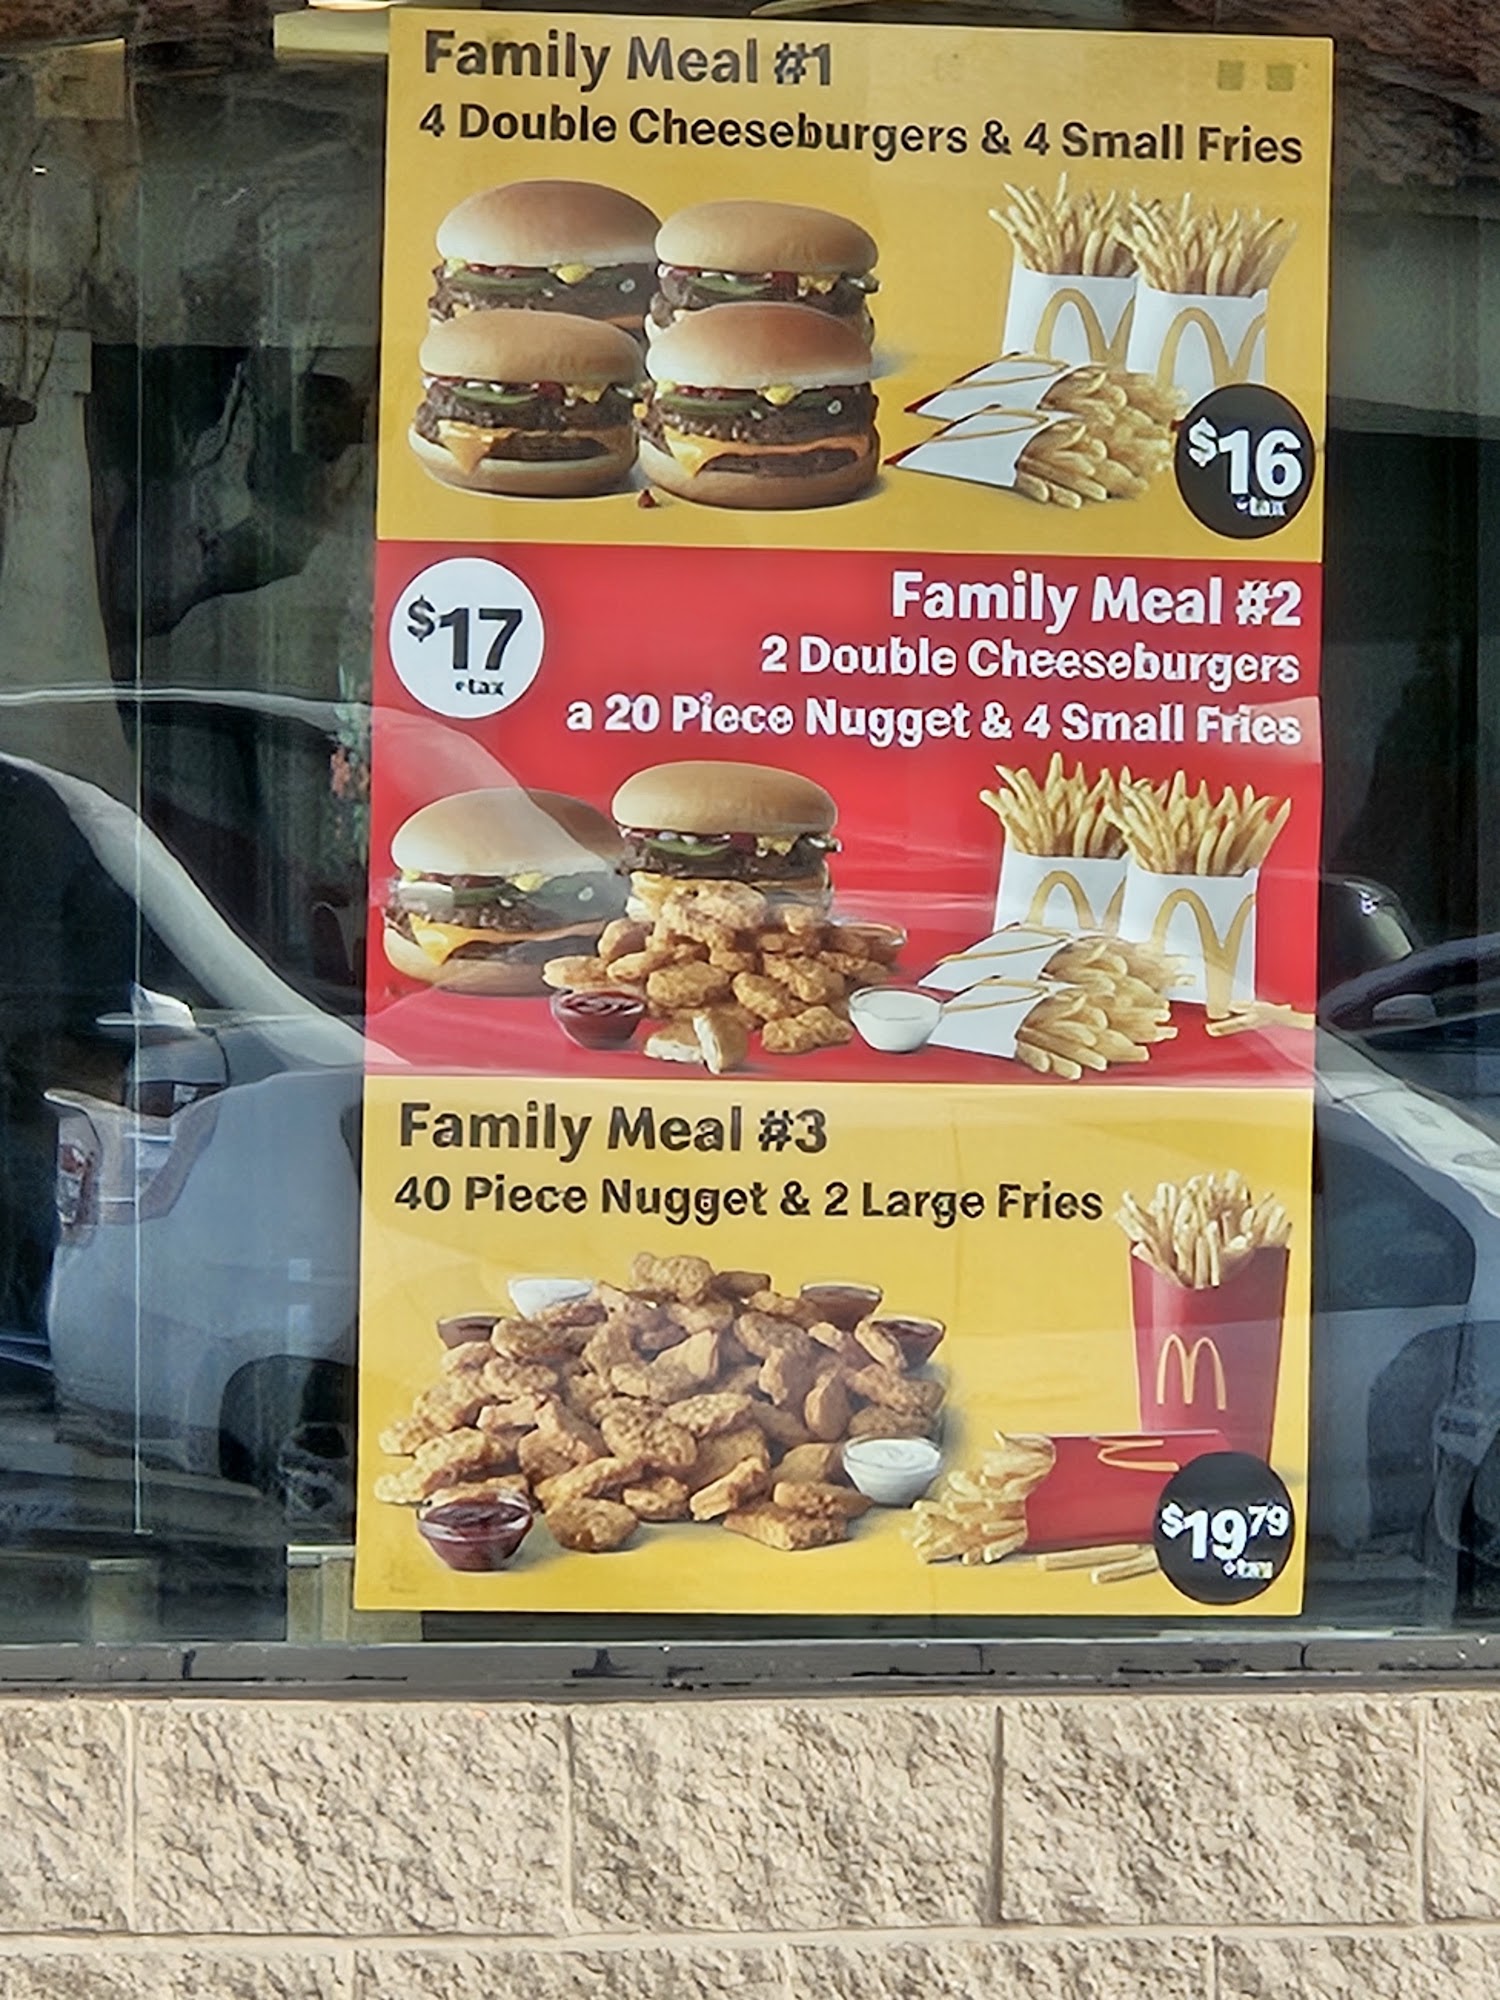 Family Meal #1
4 Double Cheeseburgers & 4 Small Fries
$16
+tax
$17
+tax
Family Meal #2
2 Double Cheeseburgers
a 20 Piece Nugget & 4 Small Fries
Family Meal #3
40 Piece Nugget & 2 Large Fries
$19.79
+tax